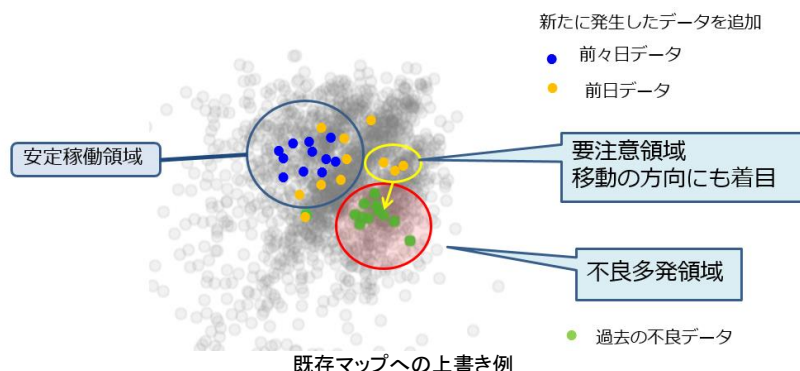 新たに発生したデータを追加
前々日データ
前日データ
安定稼働領域
要注意領域
移動の方向にも着目
不良多発領域
過去の不良データ
既存マップへの上書き例